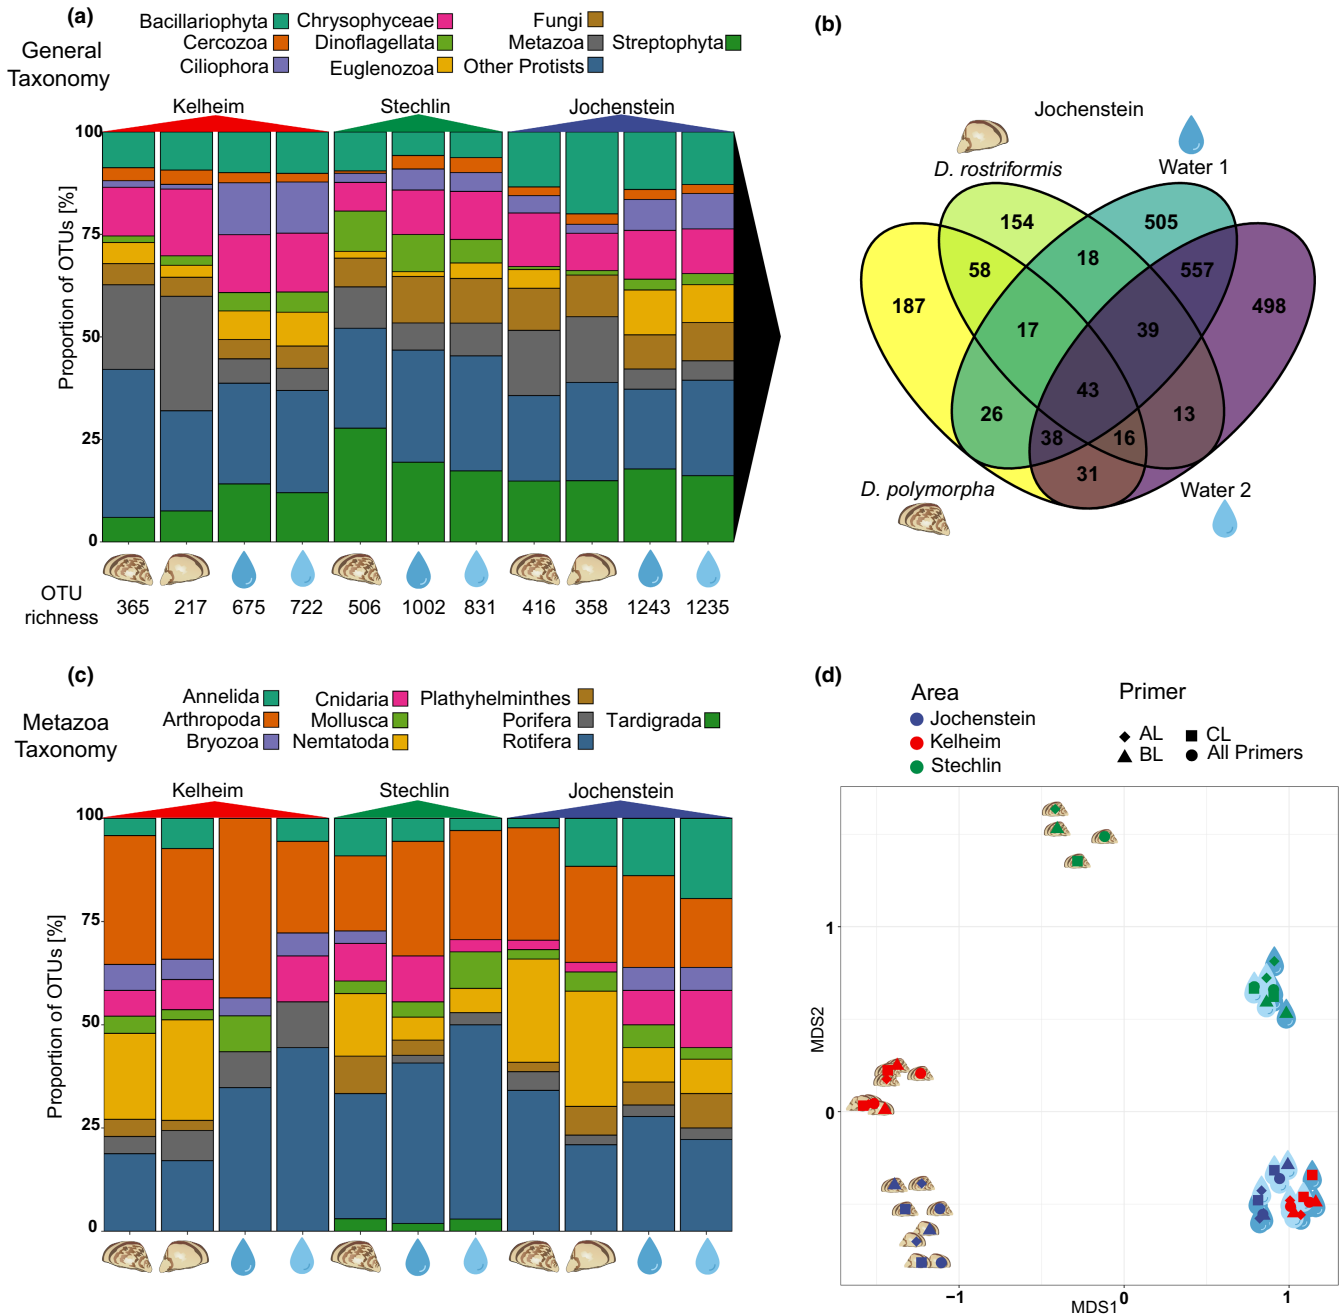 (a)
General
Taxonomy
Bacillariophyta Chrysophyceae Fungi
Cercozoa Dinoflagellata Metazoa Streptophyta
Ciliophora Euglenozoa Other Protists
Kelheim Stechlin Jochenstein
Proportion of OTUs [%]
100
75
50
25
0
OTU
richness
365 217 675 722 506 1002 831 416 358 1243 1235
(b)
Jochenstein
D. rostriformis
Water 1
154 505
18
58 557
187 498
17 39
43
26 13
38 16
31
D. polymorpha
Water 2
(c)
Metazoa
Taxonomy
Annelida Cnidaria Plathyhelminthes
Arthropoda Mollusca Porifera Tardigrada
Bryozoa Nemtatoda Rotifera
Kelheim Stechlin Jochenstein
Proportion of OTUs [%]
100
75
50
25
0
(d)
Area
Jochenstein
Kelheim
Stechlin
Primer
AL CL
BL All Primers
MDS2
1
0
−1 0 1
MDS1